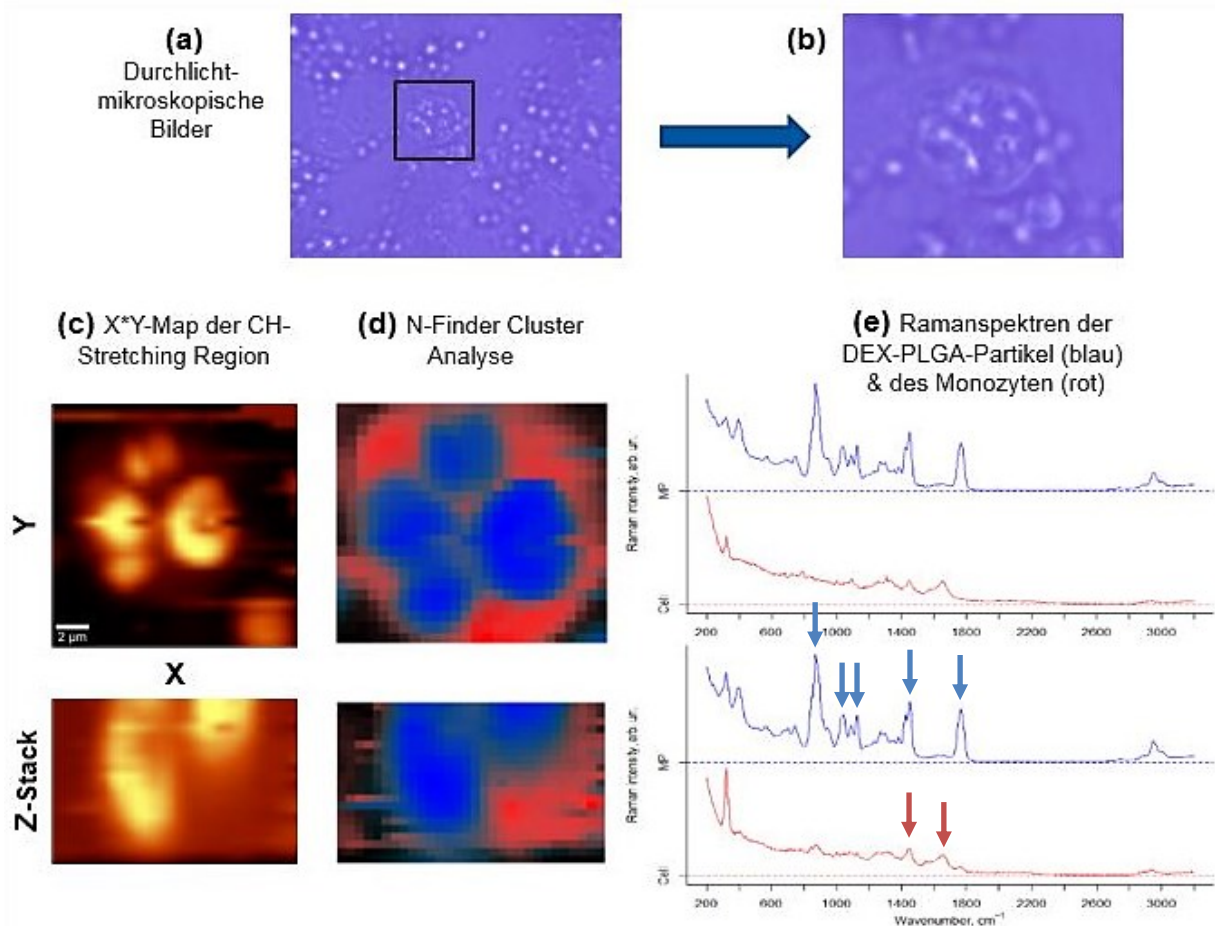 (a)
Durchlicht-
mikroskopische
Bilder
(b)
(c) X*Y-Map der CH-
Stretching Region
(d) N-Finder Cluster
Analyse
(e) Ramanspektren der
DEX-PLGA-Partikel (blau)
& des Monozyten (rot)
Y
2 µm
X
Z-Stack
Raman intensity, arb. un.
MP
Cell
200 600 1000 1400 1800 2200 2600 3000
Raman intensity, arb. un.
MP
Cell
200 600 1000 1400 1800 2200 2600 3000
Wavenumber, cm⁻¹